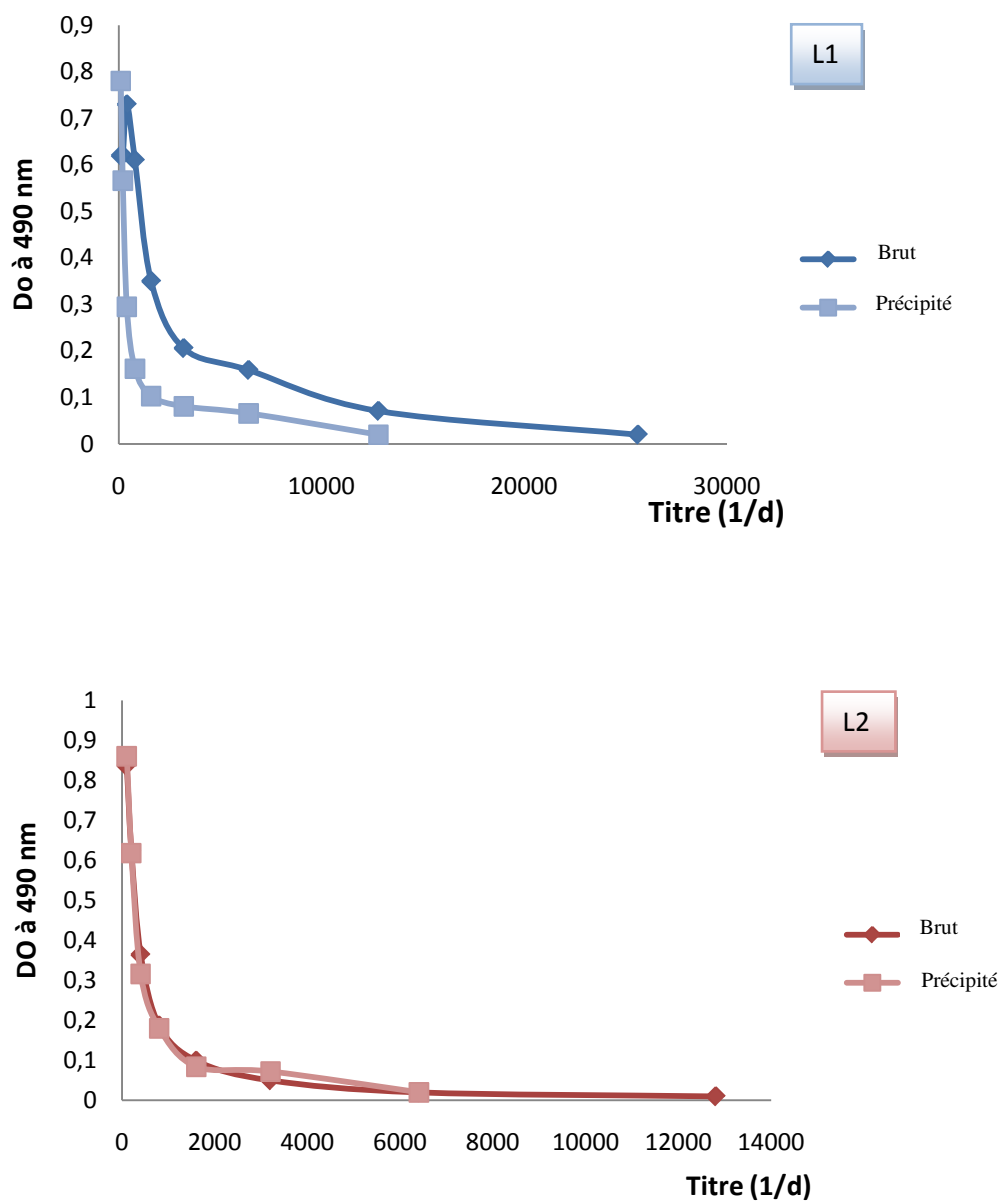 0,9
0,8
0,7
0,6
0,5
0,4
0,3
0,2
0,1
0
Do à 490 nm
0 10000 20000 30000
Titre (1/d)
L1
Brut
Précipité
1
0,9
0,8
0,7
0,6
0,5
0,4
0,3
0,2
0,1
0
DO à 490 nm
0 2000 4000 6000 8000 10000 12000 14000
Titre (1/d)
L2
Brut
Précipité